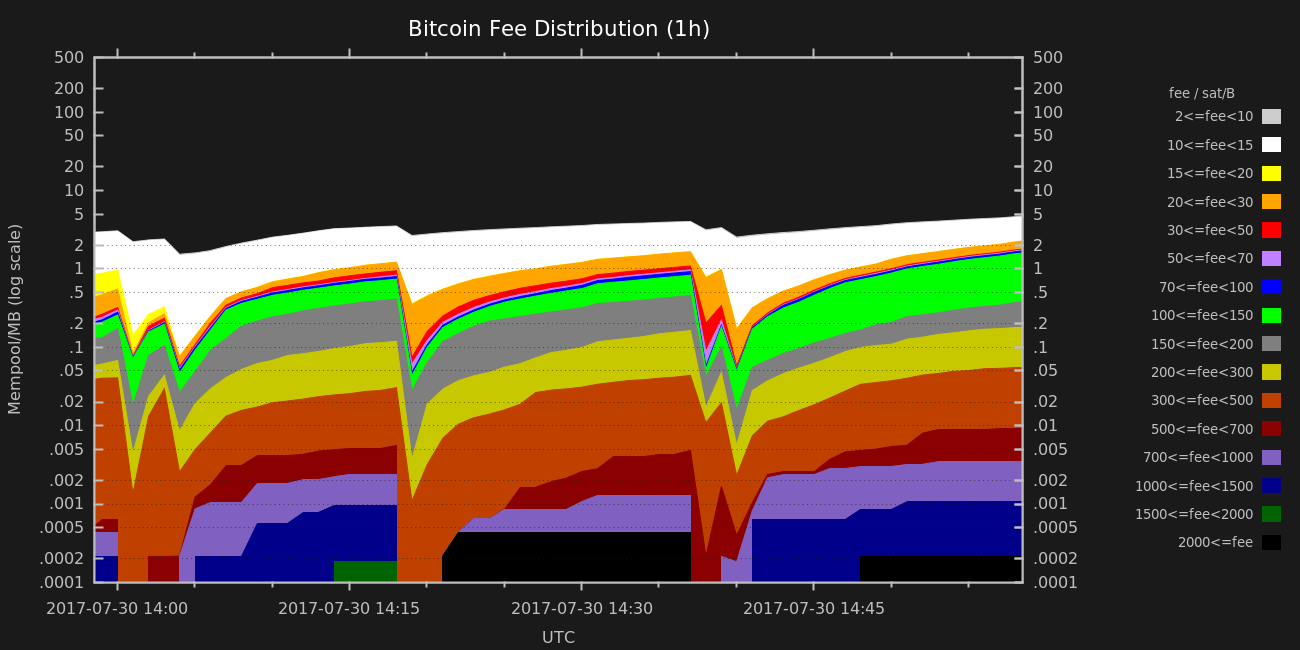 Bitcoin Fee Distribution (1h)
Mempool/MB (log scale)
500
200
100
50
20
10
5
2
1
.5
.2
.1
.05
.02
.01
.005
.002
.001
.0005
.0002
.0001
500
200
100
50
20
10
5
2
1
.5
.2
.1
.05
.02
.01
.005
.002
.001
.0005
.0002
.0001
2017-07-30 14:00 2017-07-30 14:15 2017-07-30 14:30 2017-07-30 14:45
UTC
fee / sat/B
2<=fee<10
10<=fee<15
15<=fee<20
20<=fee<30
30<=fee<50
50<=fee<70
70<=fee<100
100<=fee<150
150<=fee<200
200<=fee<300
300<=fee<500
500<=fee<700
700<=fee<1000
1000<=fee<1500
1500<=fee<2000
2000<=fee